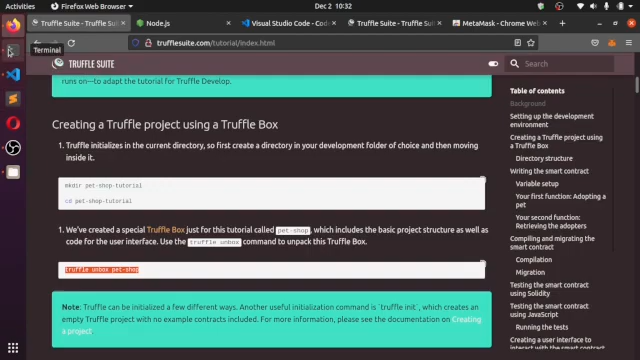 Activities
Firefox Web Browser
Dec 2 10:32
Truffle Suite - Truffle Suite
Node.js
Visual Studio Code - Code
Truffle Suite - Truffle Suite
MetaMask - Chrome Web
Terminal
trufflesuite.com/tutorial/index.html
TRUFFLE SUITE
Search
runs on—to adapt the tutorial for Truffle Develop.
Creating a Truffle project using a Truffle Box
1. Truffle initializes in the current directory, so first create a directory in your development folder of choice and then moving
inside it.
mkdir pet-shop-tutorial
cd pet-shop-tutorial
1. We've created a special Truffle Box just for this tutorial called pet-shop, which includes the basic project structure as well as
code for the user interface. Use the truffle unbox command to unpack this Truffle Box.
truffle unbox pet-shop
Note: Truffle can be initialized a few different ways. Another useful initialization command is `truffle init`, which creates an
empty Truffle project with no example contracts included. For more information, please see the documentation on Creating
a project.
Table of contents
Background
Setting up the development
environment
Creating a Truffle project using
a Truffle Box
Directory structure
Writing the smart contract
Variable setup
Your first function: Adopting a
pet
Your second function:
Retrieving the adopters
Compiling and migrating the
smart contract
Compilation
Migration
Testing the smart contract
using Solidity
Testing the smart contract
using JavaScript
Running the tests
Creating a user interface to
interact with the smart contract